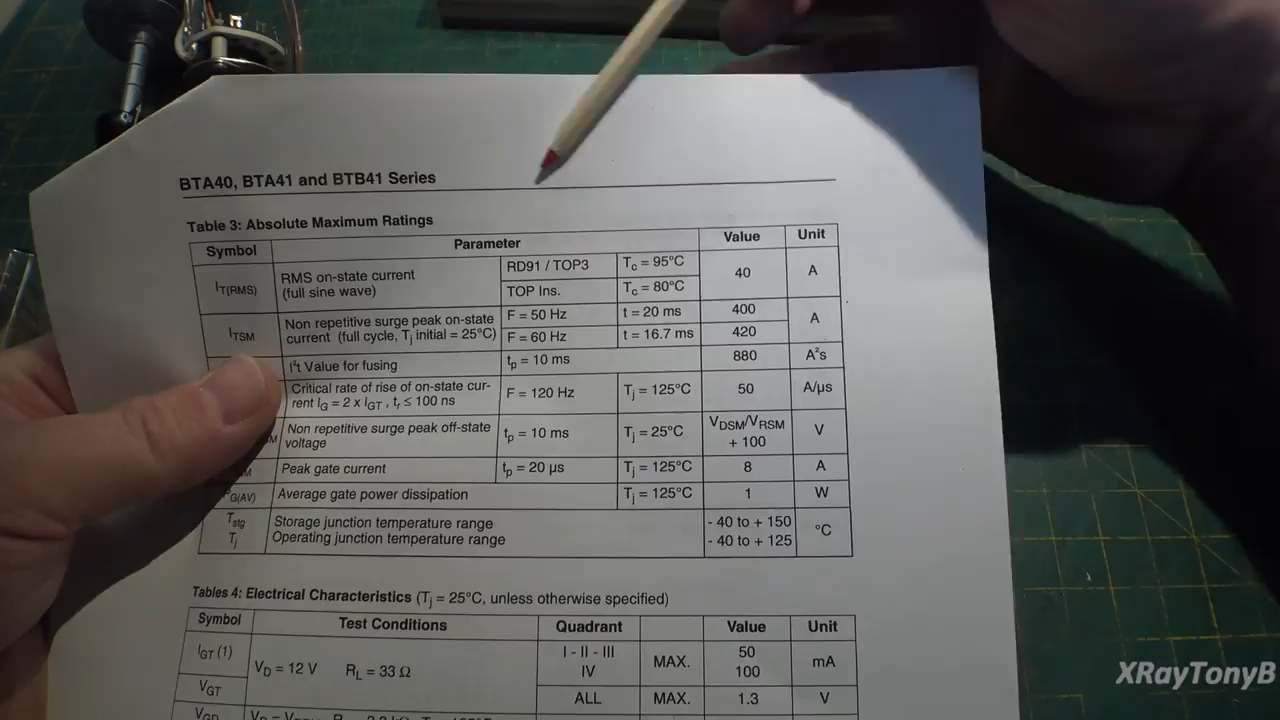 BTA40, BTA41 and BTB41 Series
Table 3: Absolute Maximum Ratings
Symbol Parameter Value Unit
IT(RMS) RMS on-state current (full sine wave) RD91 / TOP3 Tc = 95°C 40 A
TOP Ins. Tc = 80°C
ITSM Non repetitive surge peak on-state current (full cycle, Tj initial = 25°C) F = 50 Hz t = 20 ms 400 A
F = 60 Hz t = 16.7 ms 420
I²t Value for fusing tp = 10 ms 880 A²s
Critical rate of rise of on-state cur-
rent IG = 2 x IGT , tr ≤ 100 ns F = 120 Hz Tj = 125°C 50 A/µs
Non repetitive surge peak off-state
voltage tp = 10 ms Tj = 25°C VDSM/VRSM + 100 V
Peak gate current tp = 20 µs Tj = 125°C 8 A
PG(AV) Average gate power dissipation Tj = 125°C 1 W
Tstg Storage junction temperature range - 40 to + 150 °C
Tj Operating junction temperature range - 40 to + 125
Tables 4: Electrical Characteristics (Tj = 25°C, unless otherwise specified)
Symbol Test Conditions Quadrant Value Unit
IGT (1) VD = 12 V RL = 33 Ω I - II - III MAX. 50 mA
IV 100
VGT ALL MAX. 1.3 V
XRayTonyB